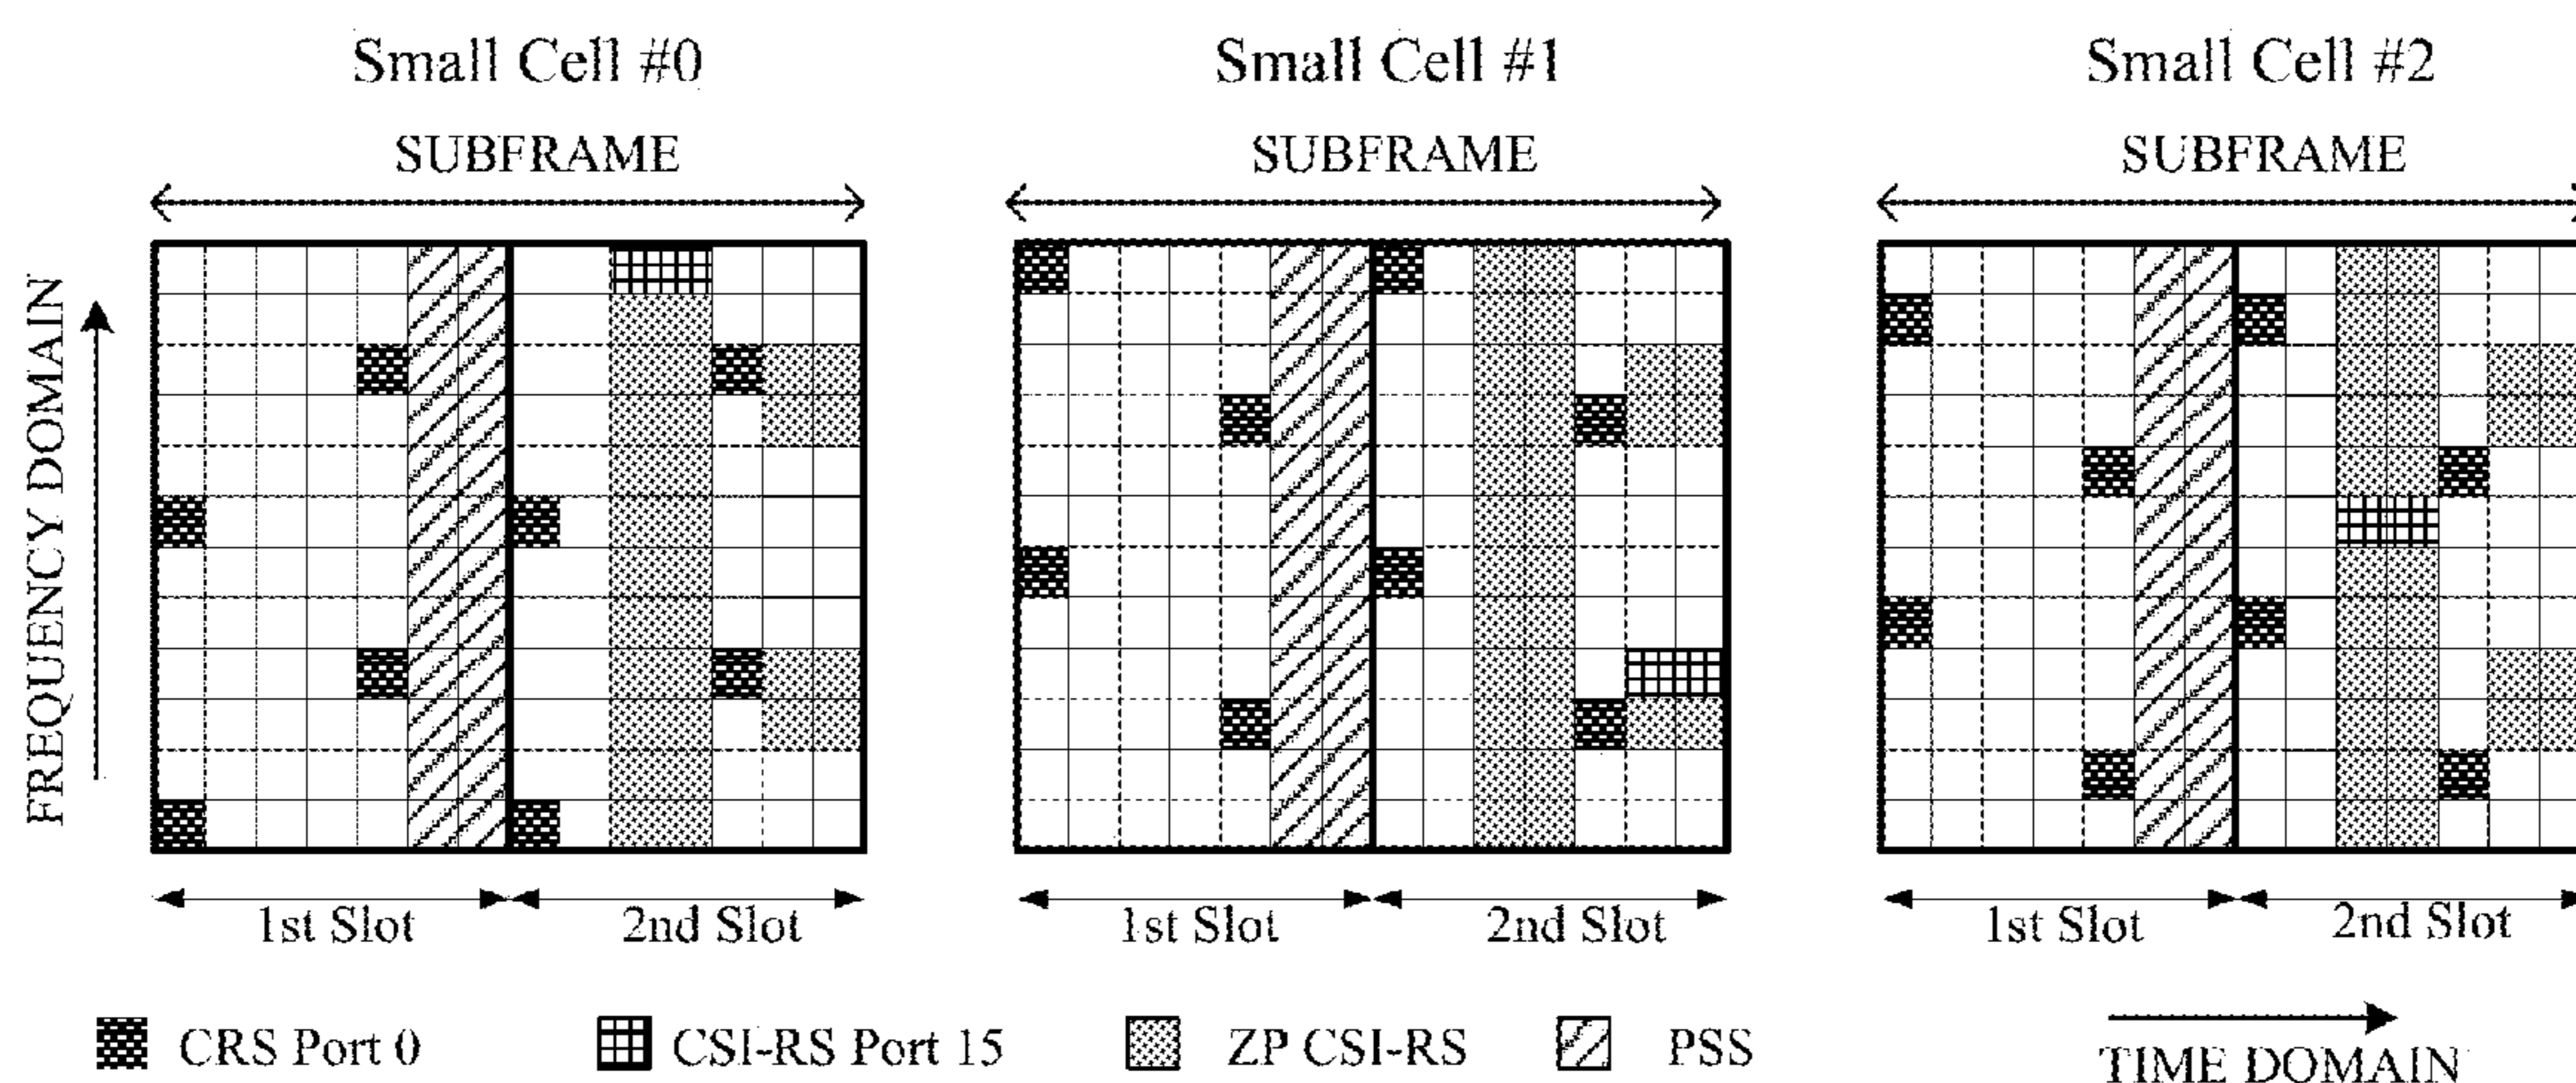 Small Cell #0
Small Cell #1
Small Cell #2
SUBFRAME
SUBFRAME
SUBFRAME
FREQUENCY DOMAIN
1st Slot
2nd Slot
1st Slot
2nd Slot
1st Slot
2nd Slot
CRS Port 0
CSI-RS Port 15
ZP CSI-RS
PSS
TIME DOMAIN